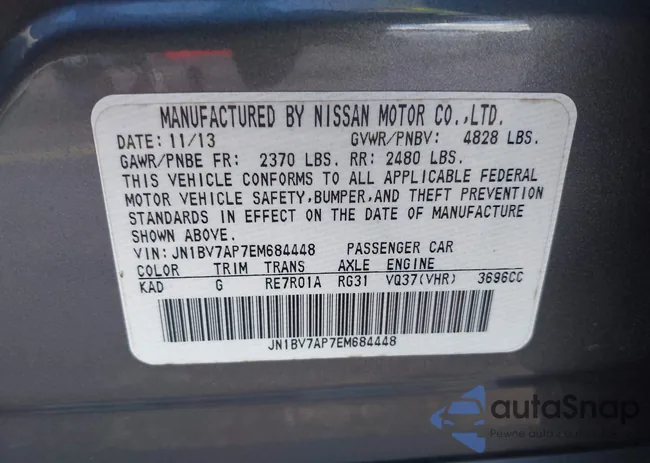 MANUFACTURED BY NISSAN MOTOR CO.,LTD.
DATE: 11/13 GVWR/PNBV: 4828 LBS.
GAWR/PNBE FR: 2370 LBS. RR: 2480 LBS.
THIS VEHICLE CONFORMS TO ALL APPLICABLE FEDERAL
MOTOR VEHICLE SAFETY,BUMPER,AND THEFT PREVENTION
STANDARDS IN EFFECT ON THE DATE OF MANUFACTURE
SHOWN ABOVE.
VIN:JN1BV7AP7EM684448 PASSENGER CAR
COLOR TRIM TRANS AXLE ENGINE
KAD G RE7R01A RG31 VQ37(VHR) 3696CC
JN1BV7AP7EM684448
autaSnap
Pewne auto z